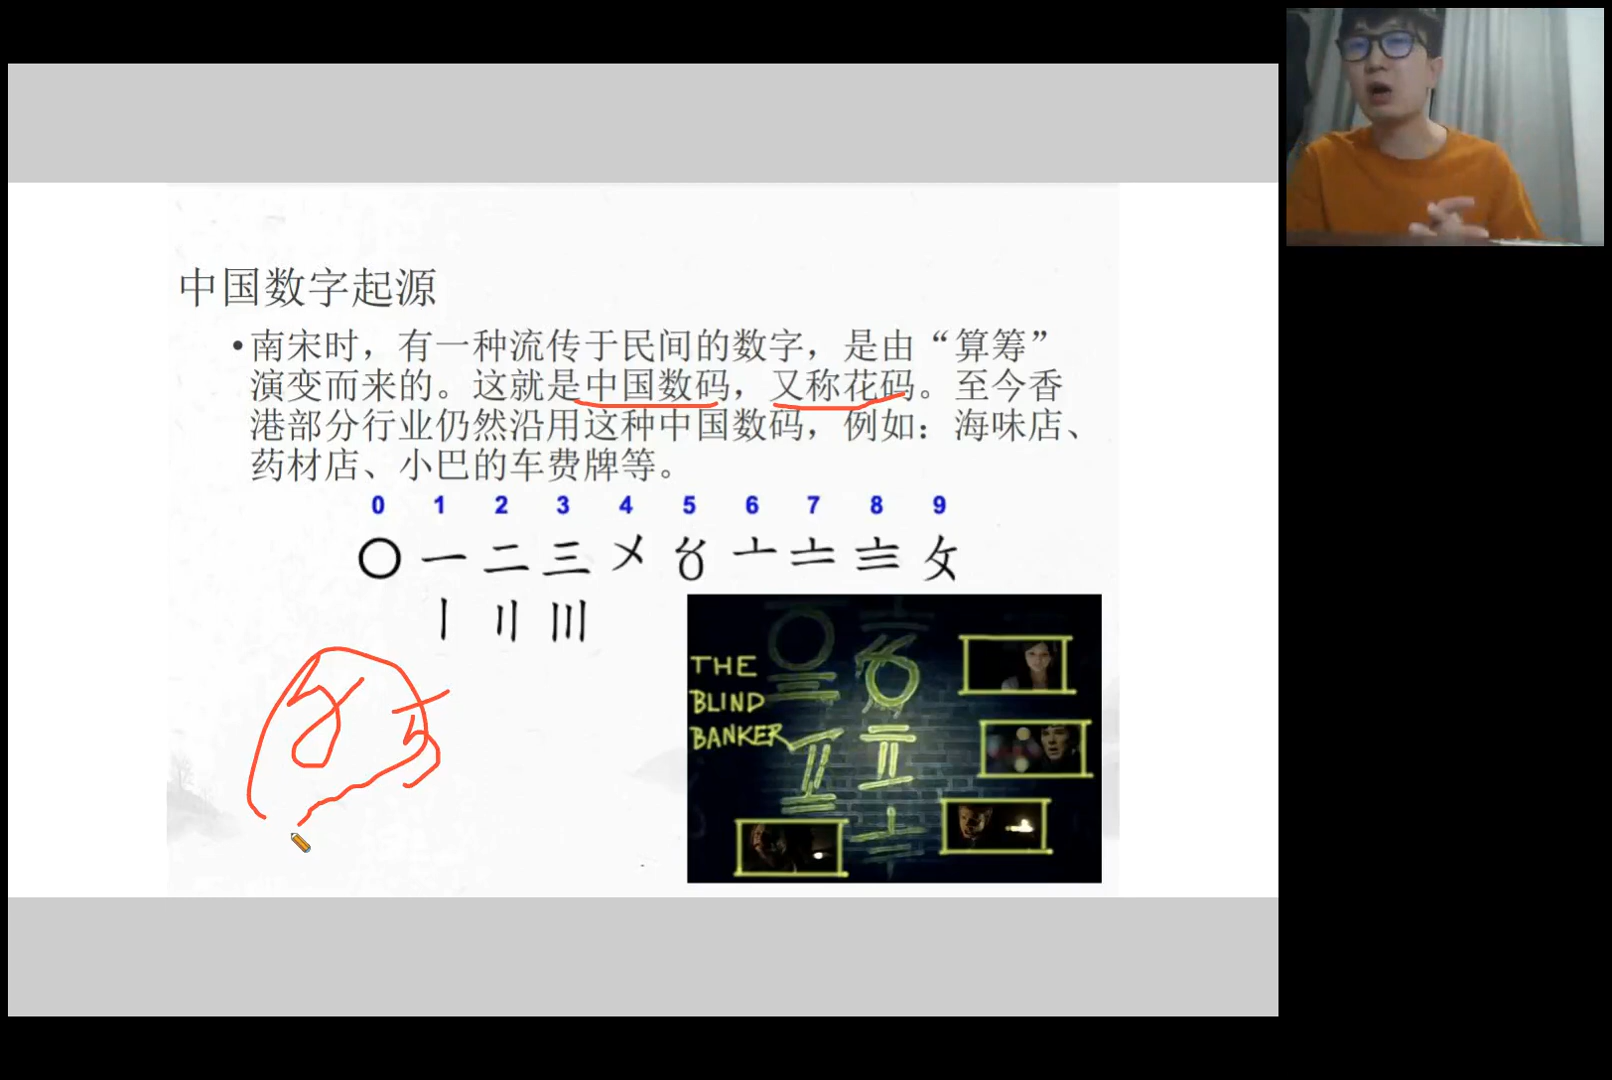 中国数字起源
•南宋时，有一种流传于民间的数字，是由“算筹”
演变而来的。这就是中国数码，又称花码。至今香
港部分行业仍然沿用这种中国数码，例如：海味店、
药材店、小巴的车费牌等。
0 1 2 3 4 5 6 7 8 9
〇 一 二 三 〤 〥 〦 〧 〨 〩
〡 〢 〣
THE
BLIND
BANKER